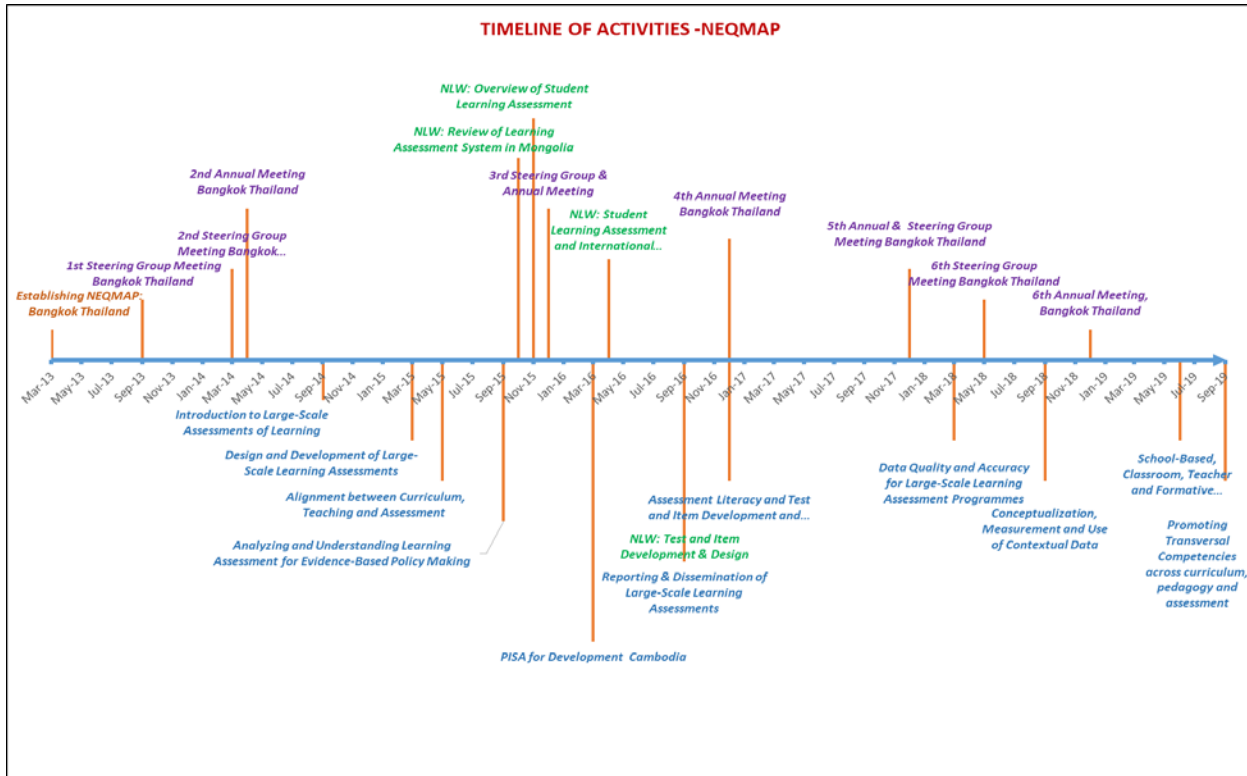 TIMELINE OF ACTIVITIES -NEQMAP
NLW: Overview of Student
Learning Assessment
NLW: Review of Learning
Assessment System in Mongolia
2nd Annual Meeting
Bangkok Thailand
3rd Steering Group &
Annual Meeting
4th Annual Meeting
Bangkok Thailand
NLW: Student
Learning Assessment
and International...
5th Annual & Steering Group
Meeting Bangkok Thailand
2nd Steering Group
Meeting Bangkok...
6th Steering Group
Meeting Bangkok Thailand
1st Steering Group Meeting
Bangkok Thailand
6th Annual Meeting,
Bangkok Thailand
Establishing NEQMAP:
Bangkok Thailand
Mar-13
May-13
Jul-13
Sep-13
Nov-13
Jan-14
Mar-14
May-14
Jul-14
Sep-14
Nov-14
Jan-15
Mar-15
May-15
Jul-15
Sep-15
Nov-15
Jan-16
Mar-16
May-16
Jul-16
Sep-16
Nov-16
Jan-17
Mar-17
May-17
Jul-17
Sep-17
Nov-17
Jan-18
Mar-18
May-18
Jul-18
Sep-18
Nov-18
Jan-19
Mar-19
May-19
Jul-19
Sep-19
Introduction to Large-Scale
Assessments of Learning
Design and Development of Large-
Scale Learning Assessments
Alignment between Curriculum,
Teaching and Assessment
Analyzing and Understanding Learning
Assessment for Evidence-Based Policy Making
Assessment Literacy and Test
and Item Development and...
NLW: Test and Item
Development & Design
Reporting & Dissemination of
Large-Scale Learning
Assessments
PISA for Development Cambodia
Data Quality and Accuracy
for Large-Scale Learning
Assessment Programmes
Conceptualization,
Measurement and Use
of Contextual Data
School-Based,
Classroom, Teacher
and Formative...
Promoting
Transversal
Competencies
across curriculum,
pedagogy and
assessment